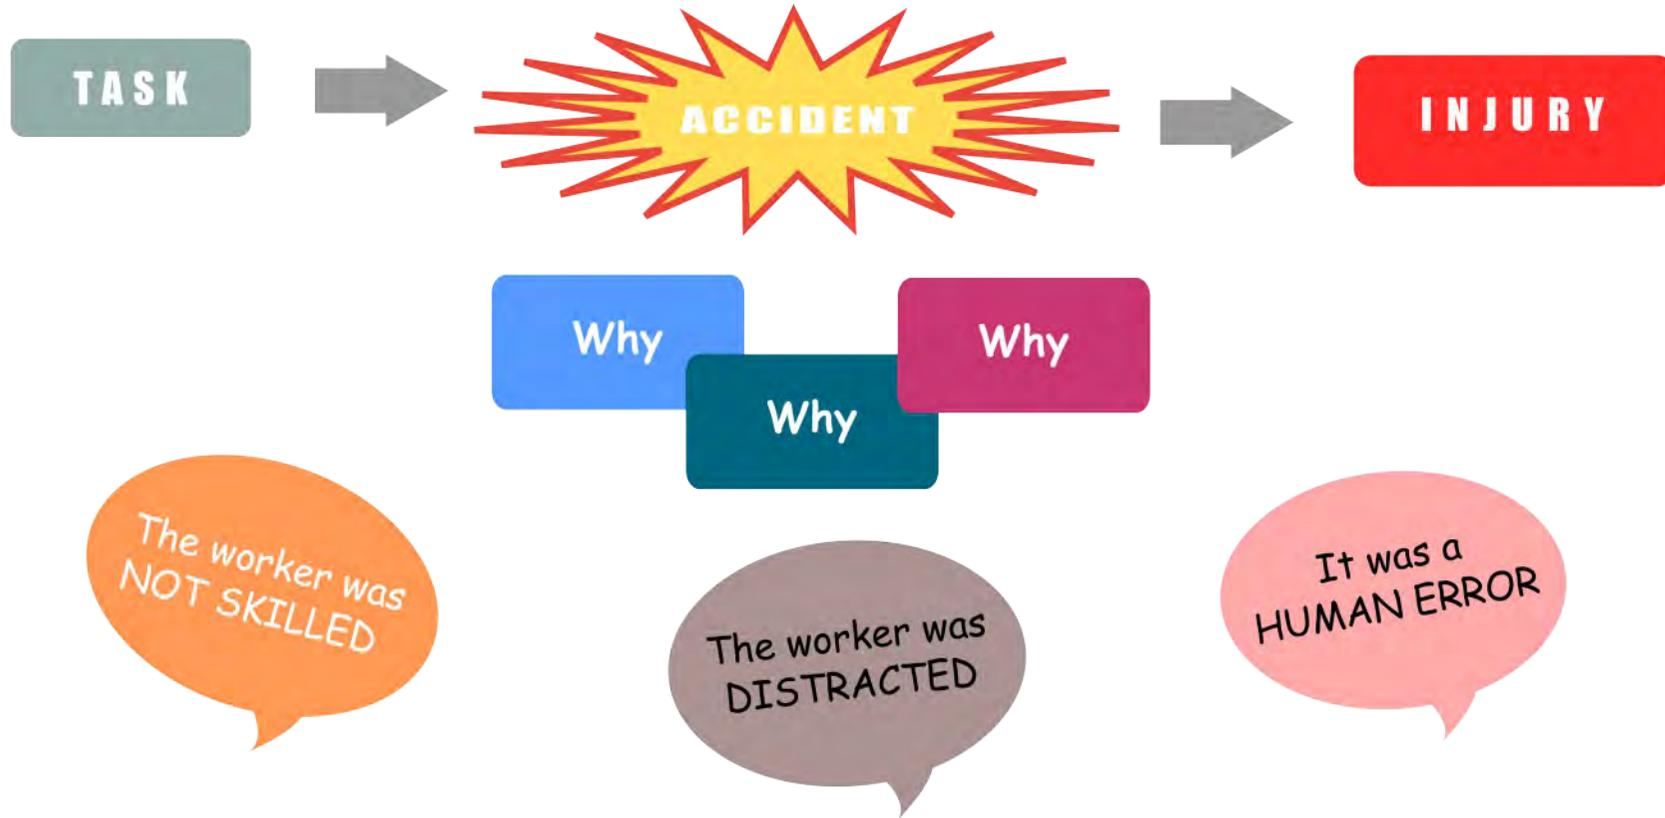 TASK
ACCIDENT
INJURY
Why
Why
Why
The worker was
NOT SKILLED
The worker was
DISTRACTED
It was a
HUMAN ERROR